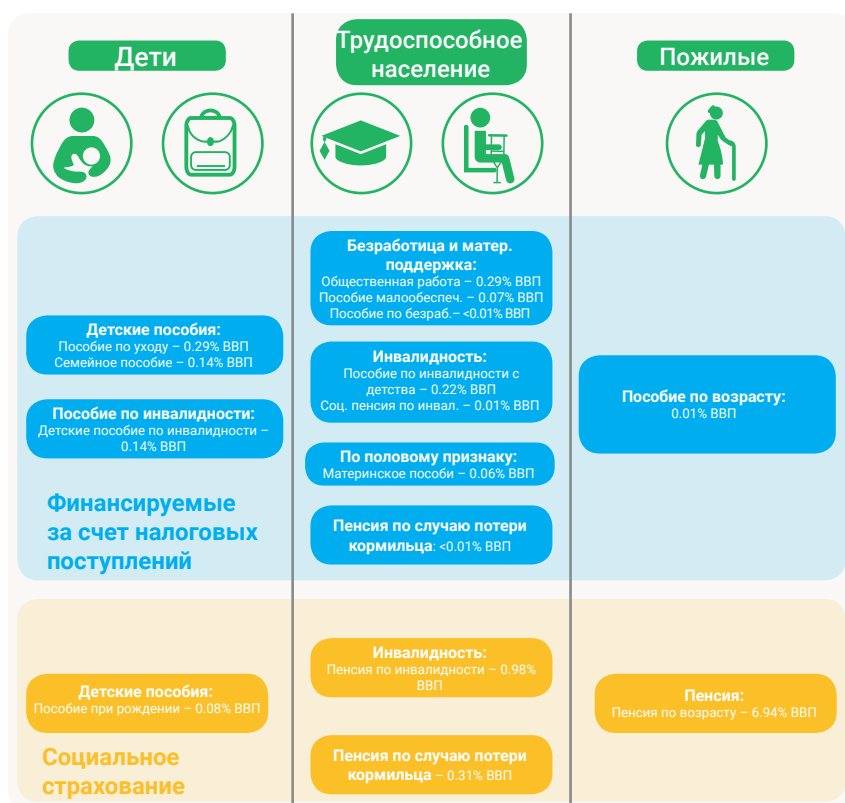 Дети
Трудоспособное
население
Пожилые
Безработица и матер.
поддержка:
Общественная работа – 0.29% ВВП
Пособие малообеспеч. – 0.07% ВВП
Пособие по безраб.– <0.01% ВВП
Детские пособия:
Пособие по уходу – 0.29% ВВП
Семейное пособие – 0.14% ВВП
Инвалидность:
Пособие по инвалидности с
детства – 0.22% ВВП
Соц. пенсия по инвал. – 0.01% ВВП
Пособие по возрасту:
0.01% ВВП
Пособие по инвалидности:
Детские пособие по инвалидности –
0.14% ВВП
По половому признаку:
Материнское пособи – 0.06% ВВП
Пенсия по случаю потери
кормильца: <0.01% ВВП
Финансируемые
за счет налоговых
поступлений
Инвалидность:
Пенсия по инвалидности – 0.98%
ВВП
Детские пособия:
Пособие при рождении – 0.08% ВВП
Пенсия:
Пенсия по возрасту – 6.94% ВВП
Пенсия по случаю потери
кормильца – 0.31% ВВП
Социальное
страхование